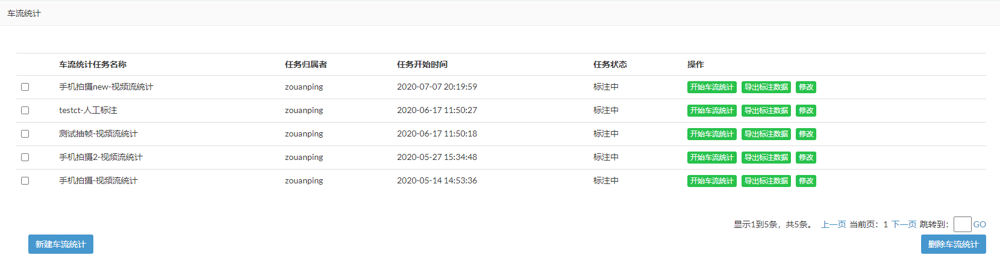 车流统计
车流统计任务名称 任务归属者 任务开始时间 任务状态 操作
手机拍摄new-视频流统计 zouanping 2020-07-07 20:19:59 标注中 开始车流统计 导出标注数据 修改
testct-人工标注 zouanping 2020-06-17 11:50:27 标注中 开始车流统计 导出标注数据 修改
测试抽帧-视频流统计 zouanping 2020-06-17 11:50:18 标注中 开始车流统计 导出标注数据 修改
手机拍摄2-视频流统计 zouanping 2020-05-27 15:34:48 标注中 开始车流统计 导出标注数据 修改
手机拍摄-视频流统计 zouanping 2020-05-14 14:53:36 标注中 开始车流统计 导出标注数据 修改
显示1到5条，共5条。 上一页 当前页：1 下一页 跳转到： GO
新建车流统计 删除车流统计